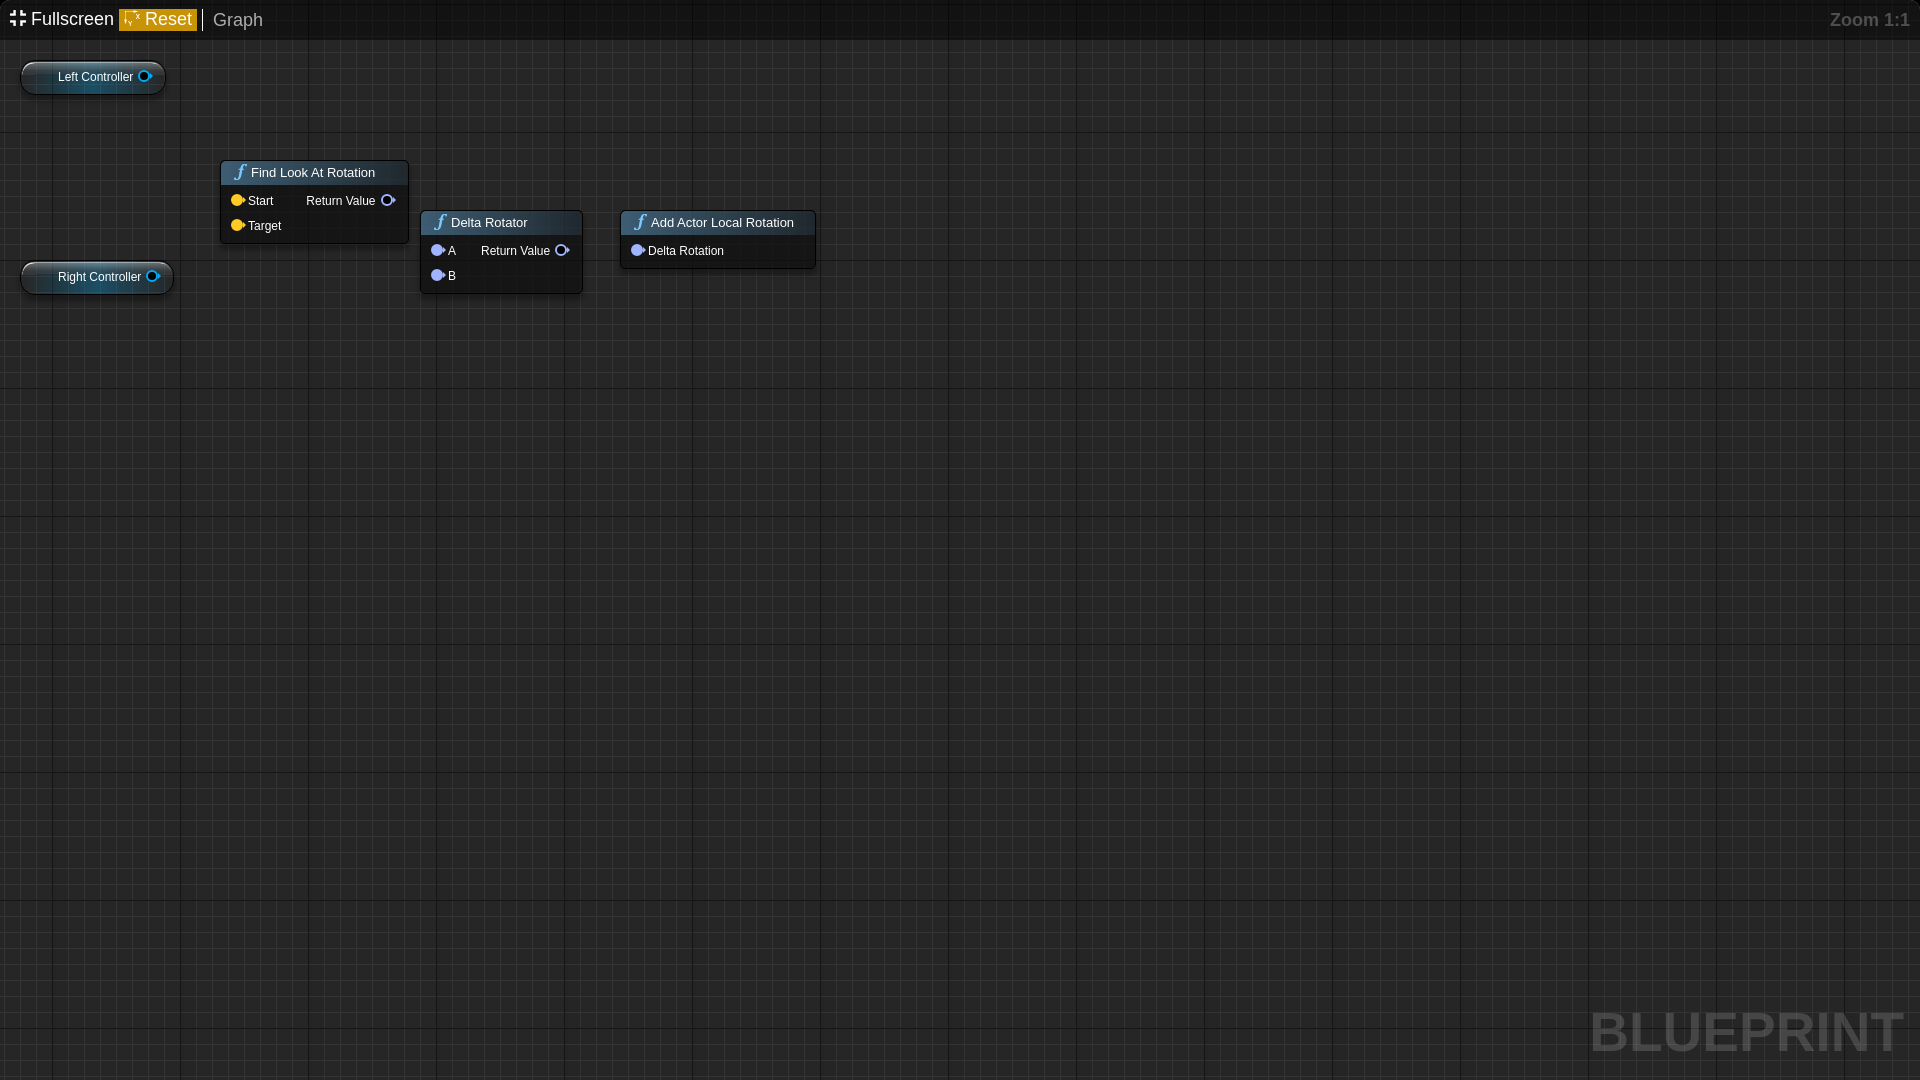 Fullscreen Reset Graph
Zoom 1:1
Left Controller
Find Look At Rotation
Start Return Value
Target
Delta Rotator
A Return Value
B
Add Actor Local Rotation
Delta Rotation
Right Controller
BLUEPRINT